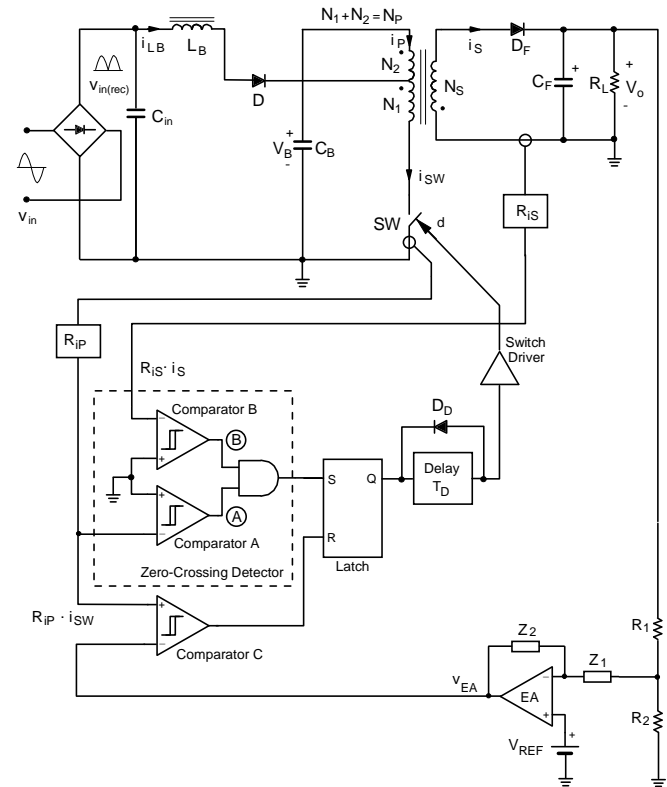 N1 + N2 = NP
iLB
LB
iP
iS
DF
N2
N1
NS
CF
+
RL
+
Vo
-
vin(rec)
D
Cin
+
VB
-
CB
iSW
vin
SW
d
RiS
RiP
RiS · iS
Switch
Driver
Comparator B
DD
−
+
B
Delay
TD
S
Q
+
−
A
R
Comparator A
Zero-Crossing Detector
Latch
RiP · iSW
+
−
Comparator C
R1
Z2
Z1
vEA
EA
−
+
R2
VREF
+